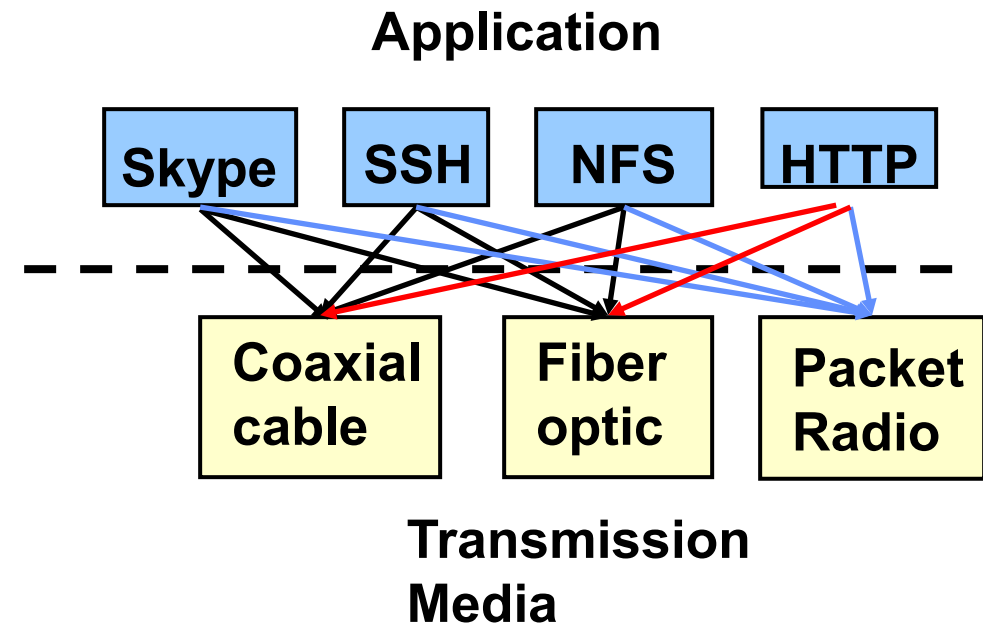 Application
Skype
SSH
NFS
HTTP
Coaxial
cable
Fiber
optic
Packet
Radio
Transmission
Media